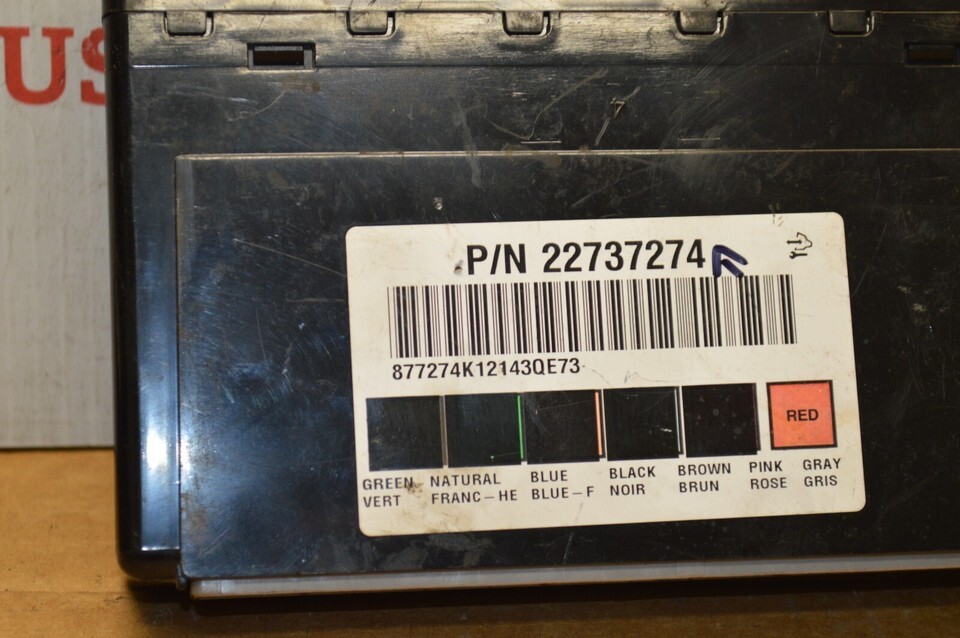 US
P/N 22737274
877274K12143QE73
RED
GREEN NATURAL BLUE BLACK BROWN PINK GRAY
VERT FRANC-HE BLUE-F NOIR BRUN ROSE GRIS